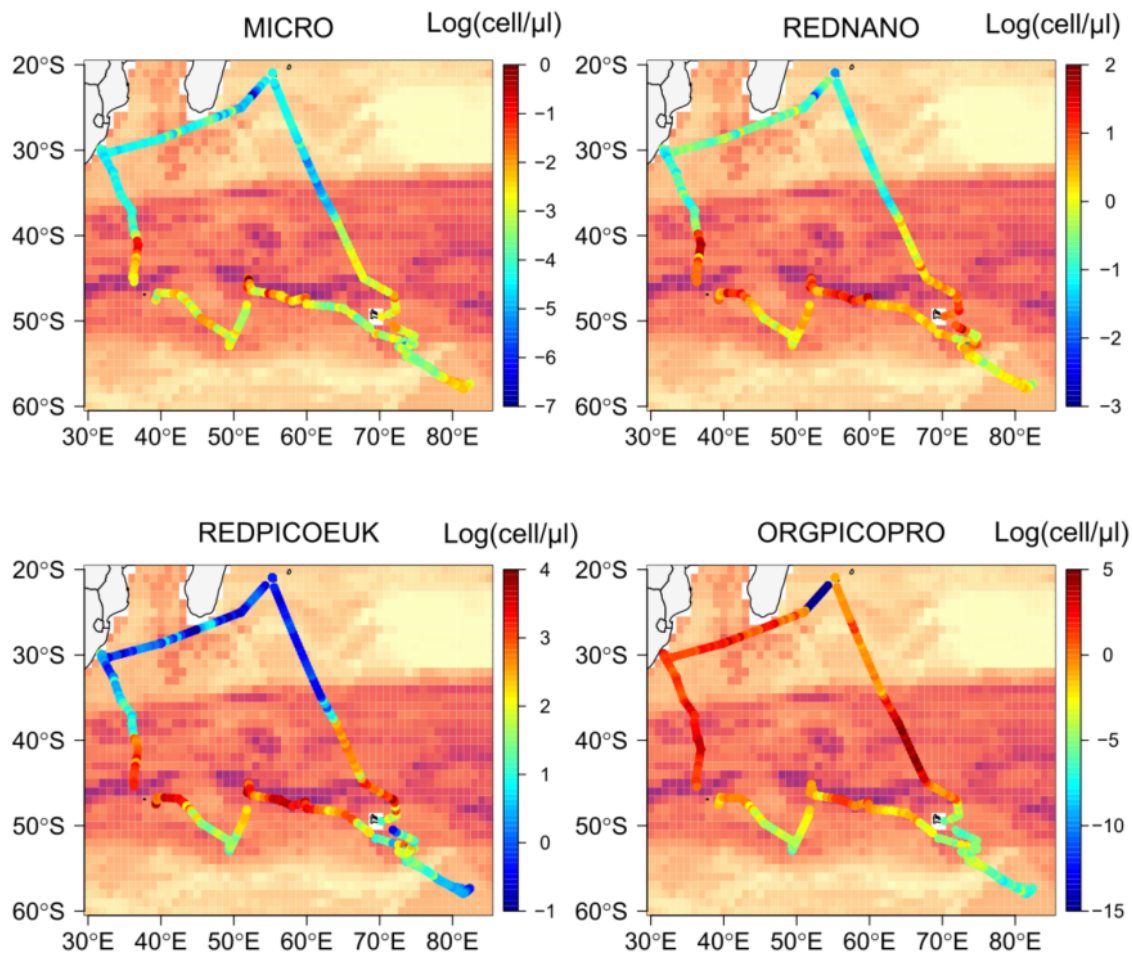 MICRO Log(cell/µl)
20°S
30°S
40°S
50°S
60°S
30°E 40°E 50°E 60°E 70°E 80°E
0
−1
−2
−3
−4
−5
−6
−7
REDNANO Log(cell/µl)
20°S
30°S
40°S
50°S
60°S
30°E 40°E 50°E 60°E 70°E 80°E
2
1
0
−1
−2
−3
REDPICOEUK Log(cell/µl)
20°S
30°S
40°S
50°S
60°S
30°E 40°E 50°E 60°E 70°E 80°E
4
3
2
1
0
−1
ORGPICOPRO Log(cell/µl)
20°S
30°S
40°S
50°S
60°S
30°E 40°E 50°E 60°E 70°E 80°E
5
0
−5
−10
−15